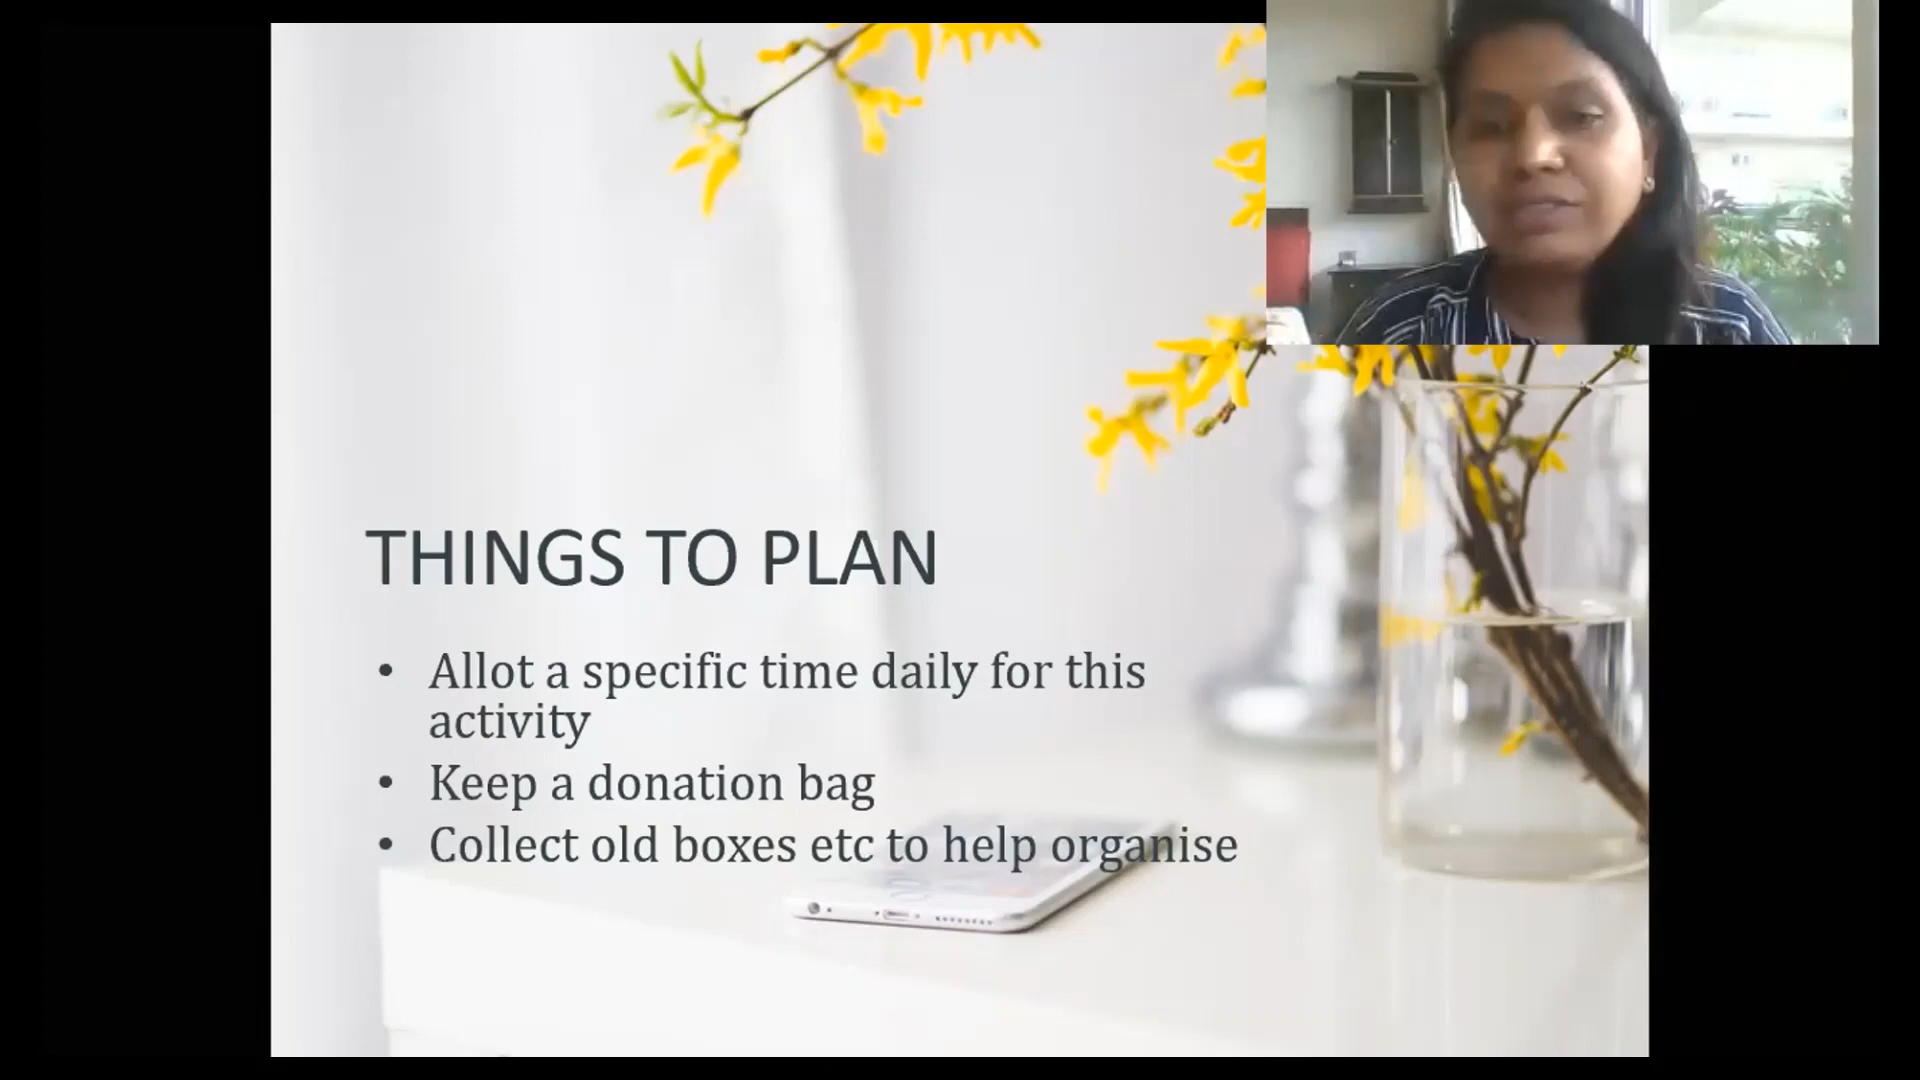 THINGS TO PLAN
• Allot a specific time daily for this
activity
• Keep a donation bag
• Collect old boxes etc to help organise